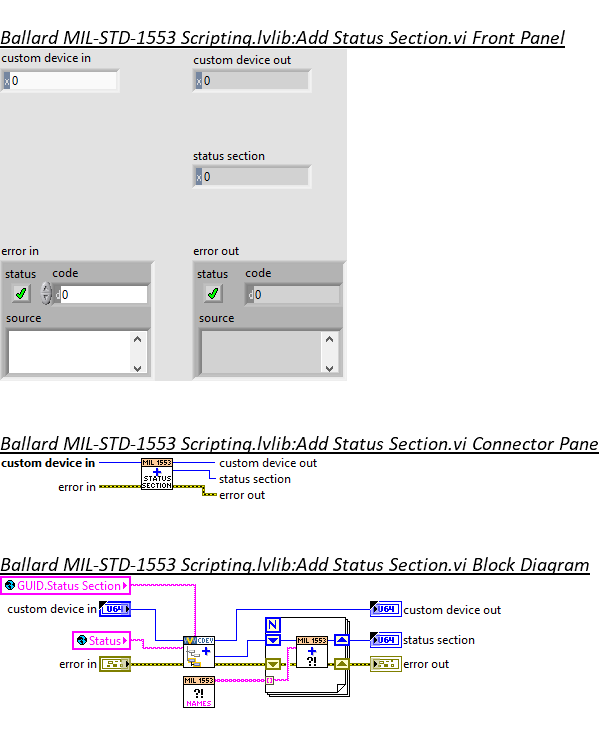 Ballard MIL-STD-1553 Scripting.lvlib:Add Status Section.vi Front Panel
custom device in
custom device out
x 0
x 0
status section
x 0
error in
error out
status code
status code
d 0
d 0
source
source
Ballard MIL-STD-1553 Scripting.lvlib:Add Status Section.vi Connector Pane
custom device in
MIL 1553
custom device out
STATUS
status section
error in
SECTION
error out
Ballard MIL-STD-1553 Scripting.lvlib:Add Status Section.vi Block Diagram
GUID.Status Section
custom device in
U64
U64
custom device out
N
Status
CDEV
MIL 1553
U64
status section
?!
error in
error out
MIL 1553
?!
NAMES